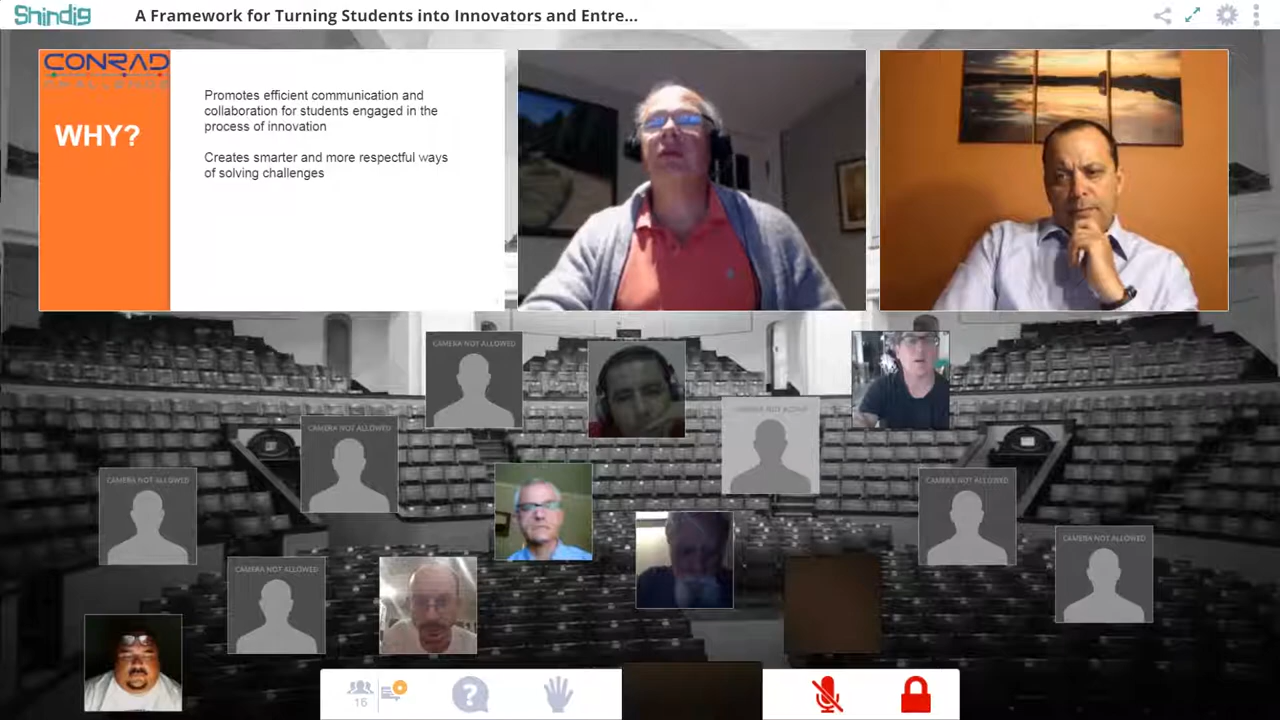 Shindig
A Framework for Turning Students into Innovators and Entre...
CONRAD
CHALLENGE
WHY?
Promotes efficient communication and
collaboration for students engaged in the
process of innovation
Creates smarter and more respectful ways
of solving challenges
CAMERA NOT ALLOWED
CAMERA NOT ALLOWED
CAMERA NOT
CAMERA NOT ALLOWED
CAMERA NOT ALLOWED
CAMERA NOT ALLOWED
CAMERA NOT ALLOWED
16
?